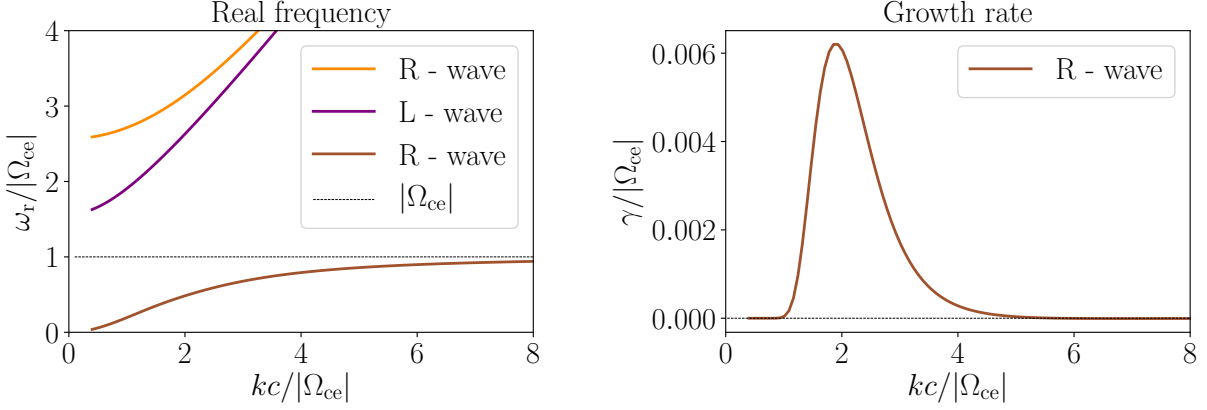 Real frequency
4
3
2
1
0
ω_r/|Ω_ce|
R - wave
L - wave
R - wave
|Ω_ce|
0 2 4 6 8
kc/|Ω_ce|
Growth rate
0.006
0.004
0.002
0.000
γ/|Ω_ce|
R - wave
0 2 4 6 8
kc/|Ω_ce|